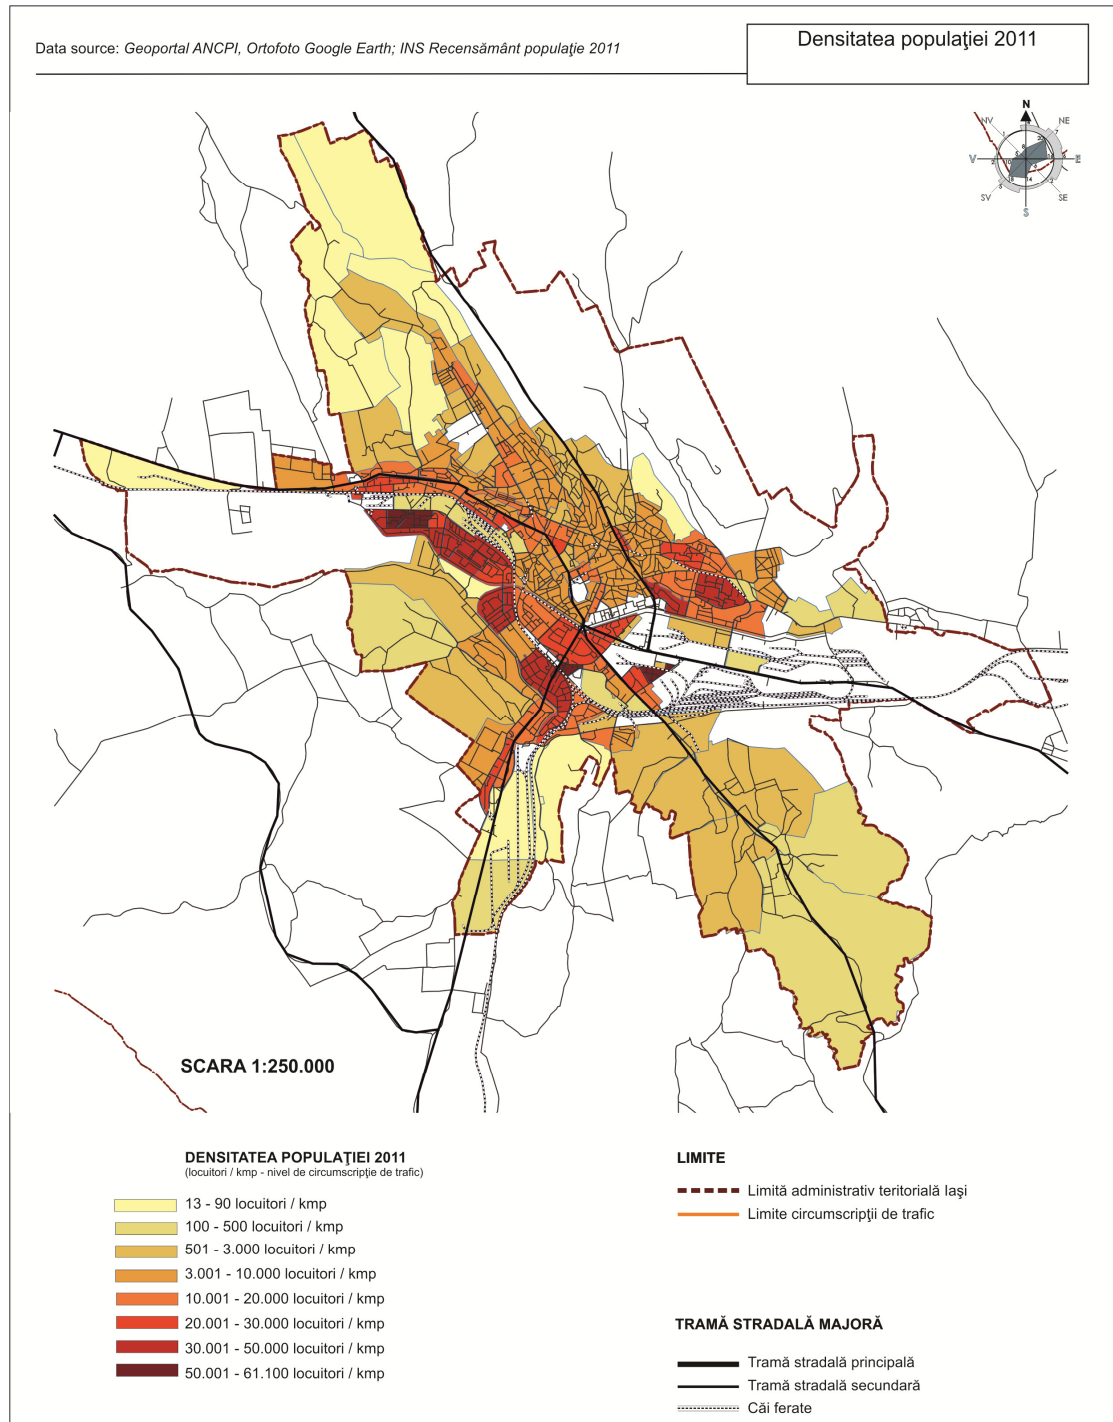 Data source: Geoportal ANCPI, Ortofoto Google Earth; INS Recensământ populaţie 2011
Densitatea populaţiei 2011
N
NV
NE
V
E
SV
SE
S
SCARA 1:250.000
DENSITATEA POPULAŢIEI 2011
(locuitori / kmp - nivel de circumscripţie de trafic)
13 - 90 locuitori / kmp
100 - 500 locuitori / kmp
501 - 3.000 locuitori / kmp
3.001 - 10.000 locuitori / kmp
10.001 - 20.000 locuitori / kmp
20.001 - 30.000 locuitori / kmp
30.001 - 50.000 locuitori / kmp
50.001 - 61.100 locuitori / kmp
LIMITE
Limită administrativ teritorială Iaşi
Limite circumscripţii de trafic
TRAMĂ STRADALĂ MAJORĂ
Tramă stradală principală
Tramă stradală secundară
Căi ferate